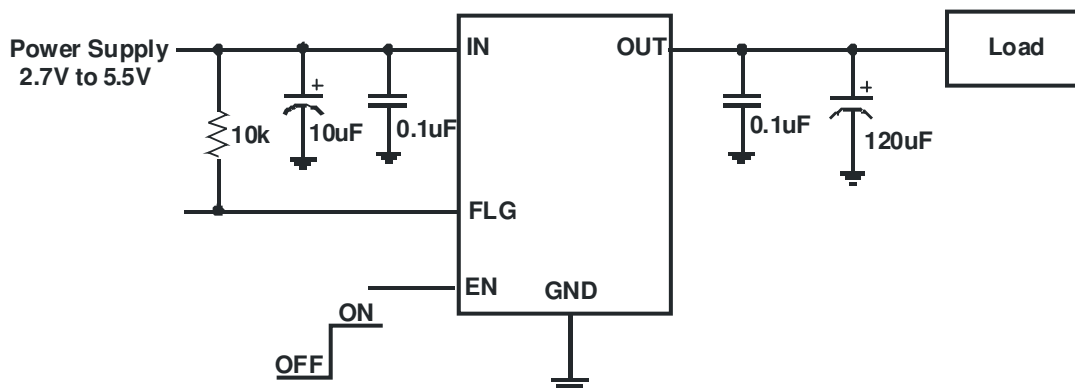 Power Supply
2.7V to 5.5V
IN
OUT
Load
10k
+
10uF
0.1uF
0.1uF
+
120uF
FLG
EN
GND
ON
OFF